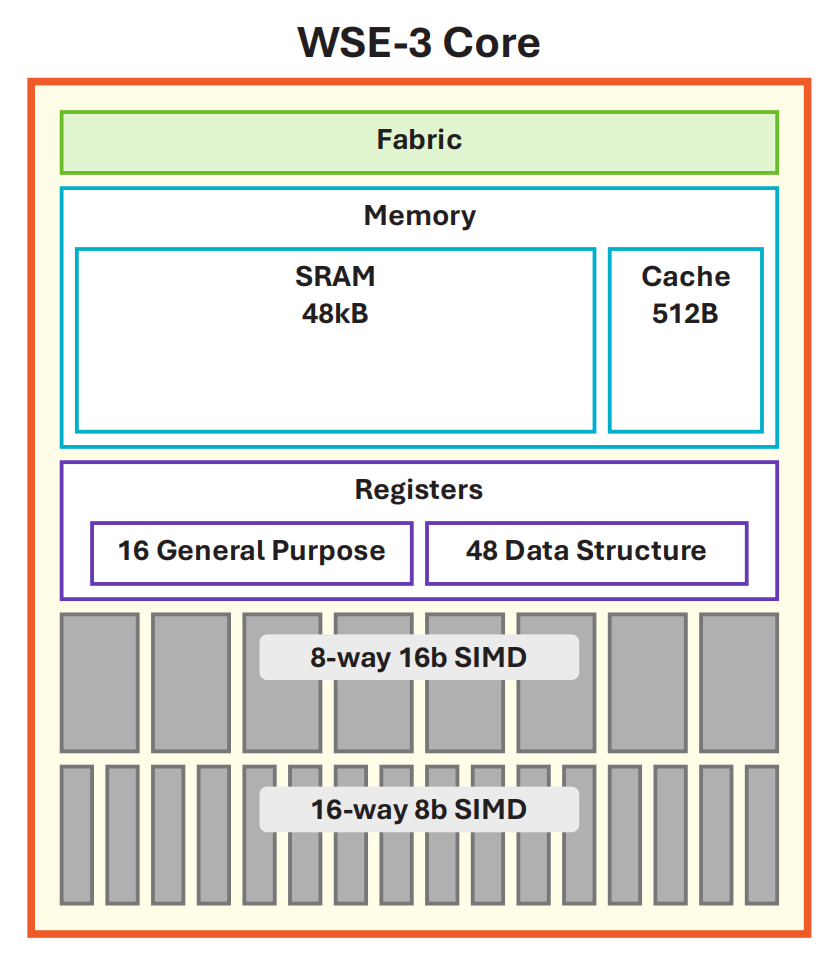 WSE-3 Core
Fabric
Memory
SRAM
48kB
Cache
512B
Registers
16 General Purpose
48 Data Structure
8-way 16b SIMD
16-way 8b SIMD